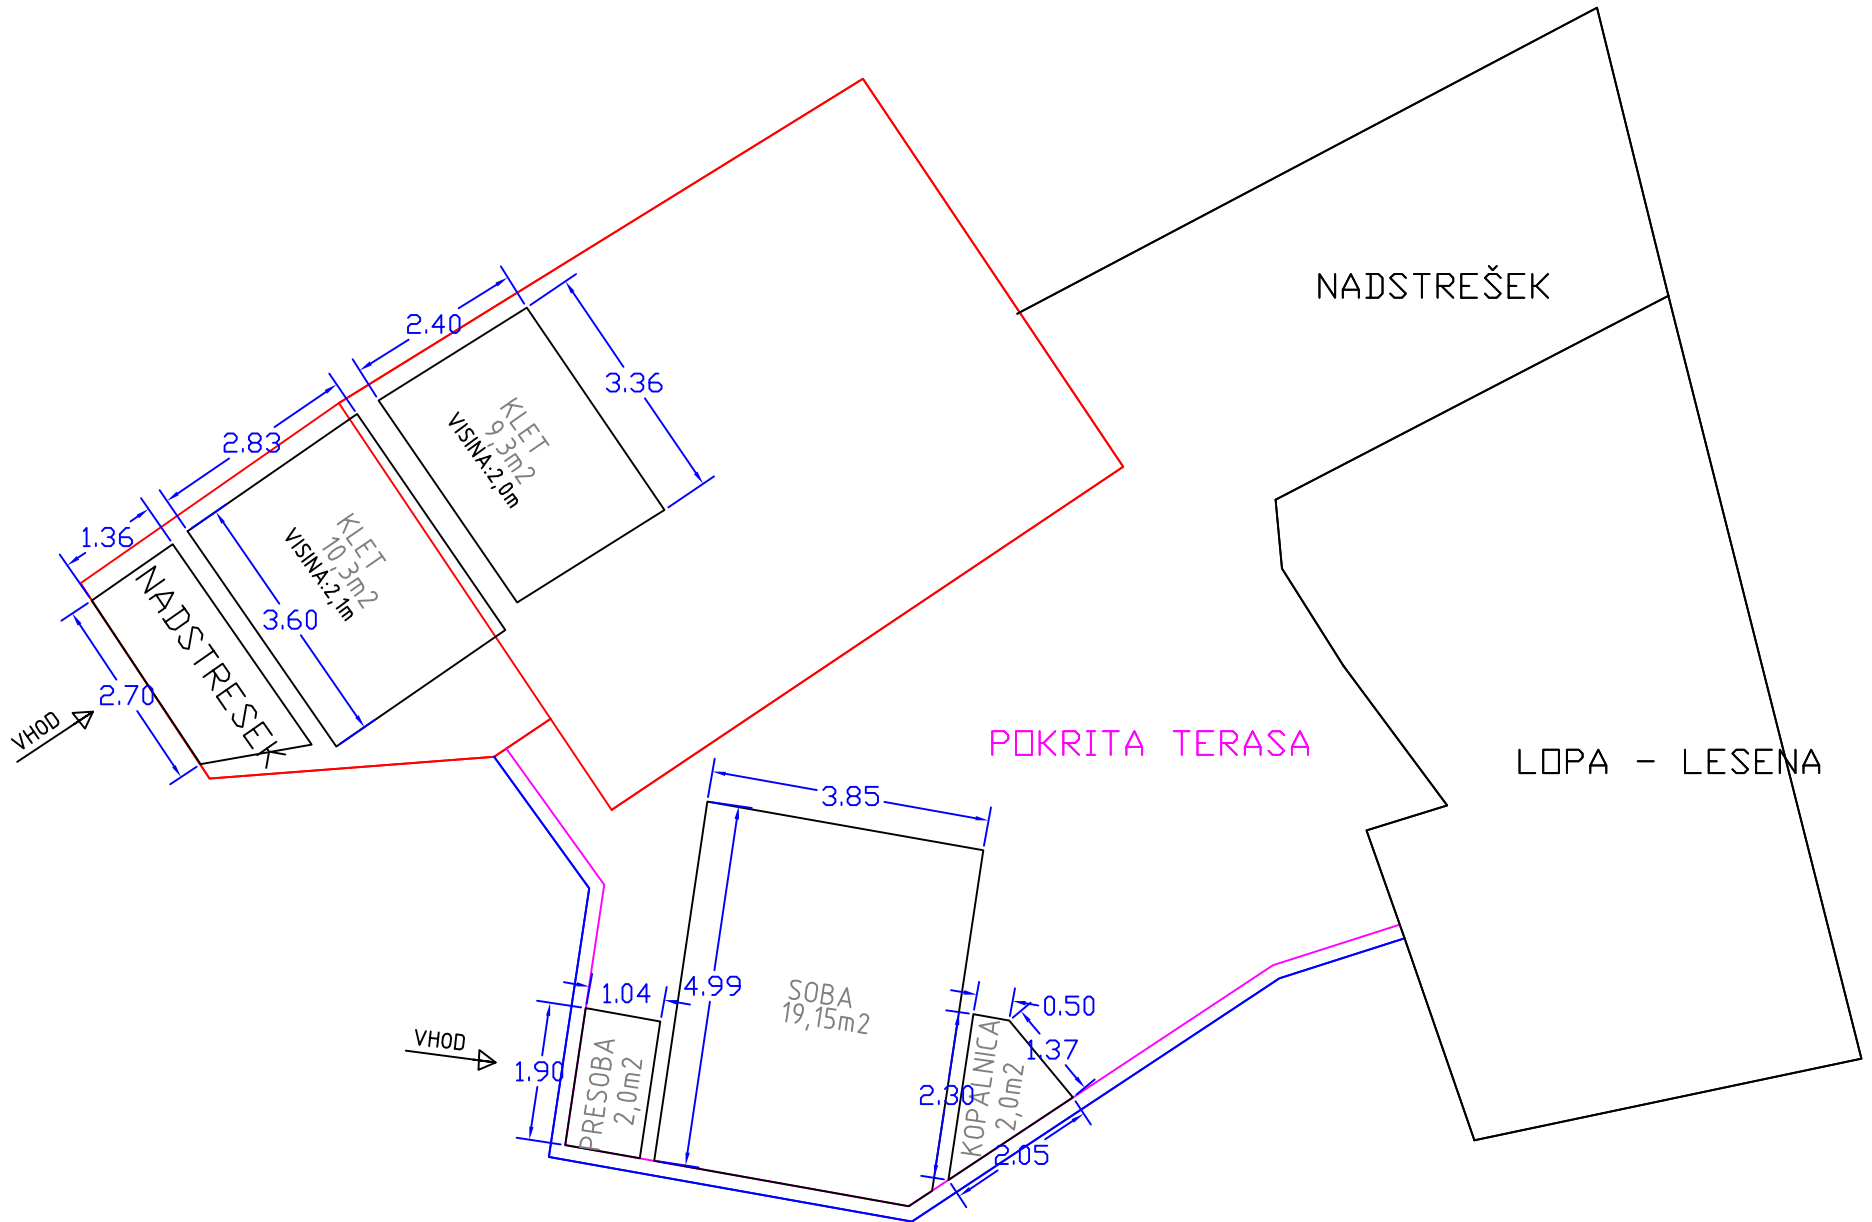 NADSTREŠEK
2.40
3.36
KLET
9,3m2
VISINA:2,0m
2.83
KLET
10,3m2
VISINA:2,1m
1.36
3.60
NADSTRESEK
2.70
VHOD
POKRITA TERASA
LOPA - LESENA
3.85
4.99
SOBA
19,15m2
1.04
0.50
VHOD
1.90
PRESOBA
2,0m2
1.37
2.30
KOPALNICA
2,0m2
2.05